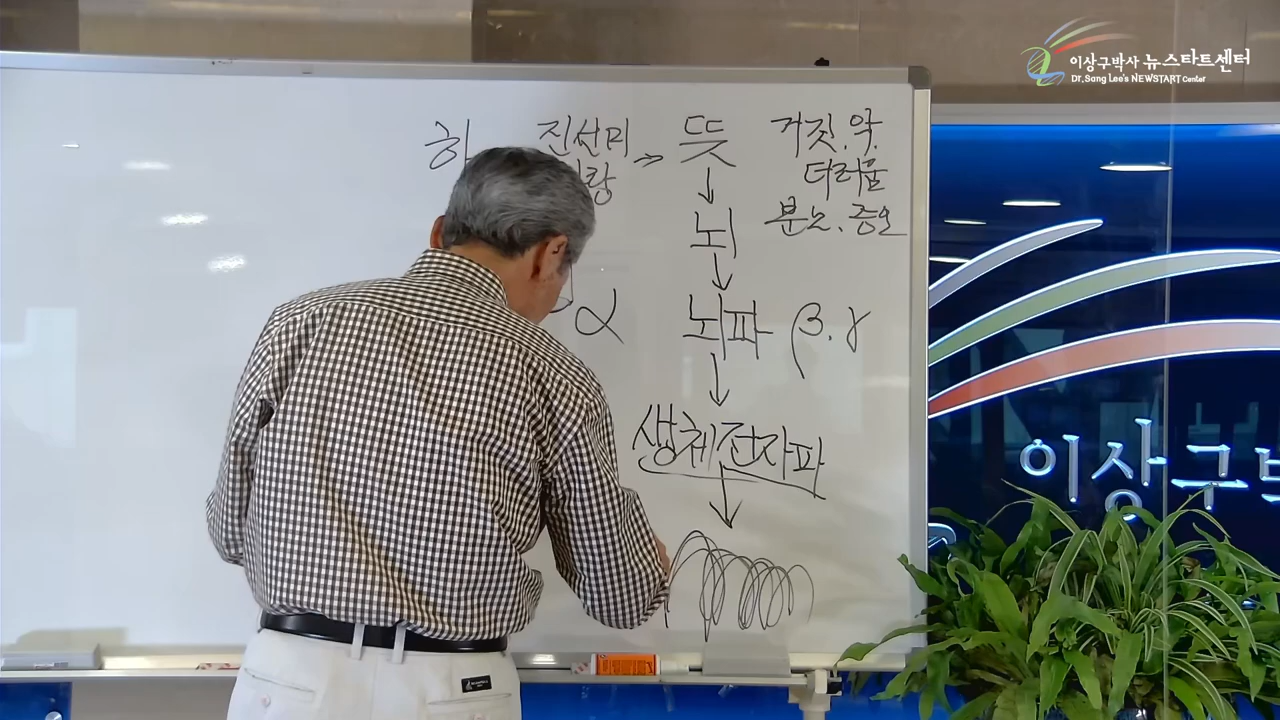 이상구박사 뉴스타트센터
Dr. Sang Lee's NEWSTART Center
하 진선미 → 뜻 거짓. 악.
랑 더러움
↓ 분노. 증오
뇌
↓
α 뇌파 β. γ
↓
생체전자파
↓
이상구